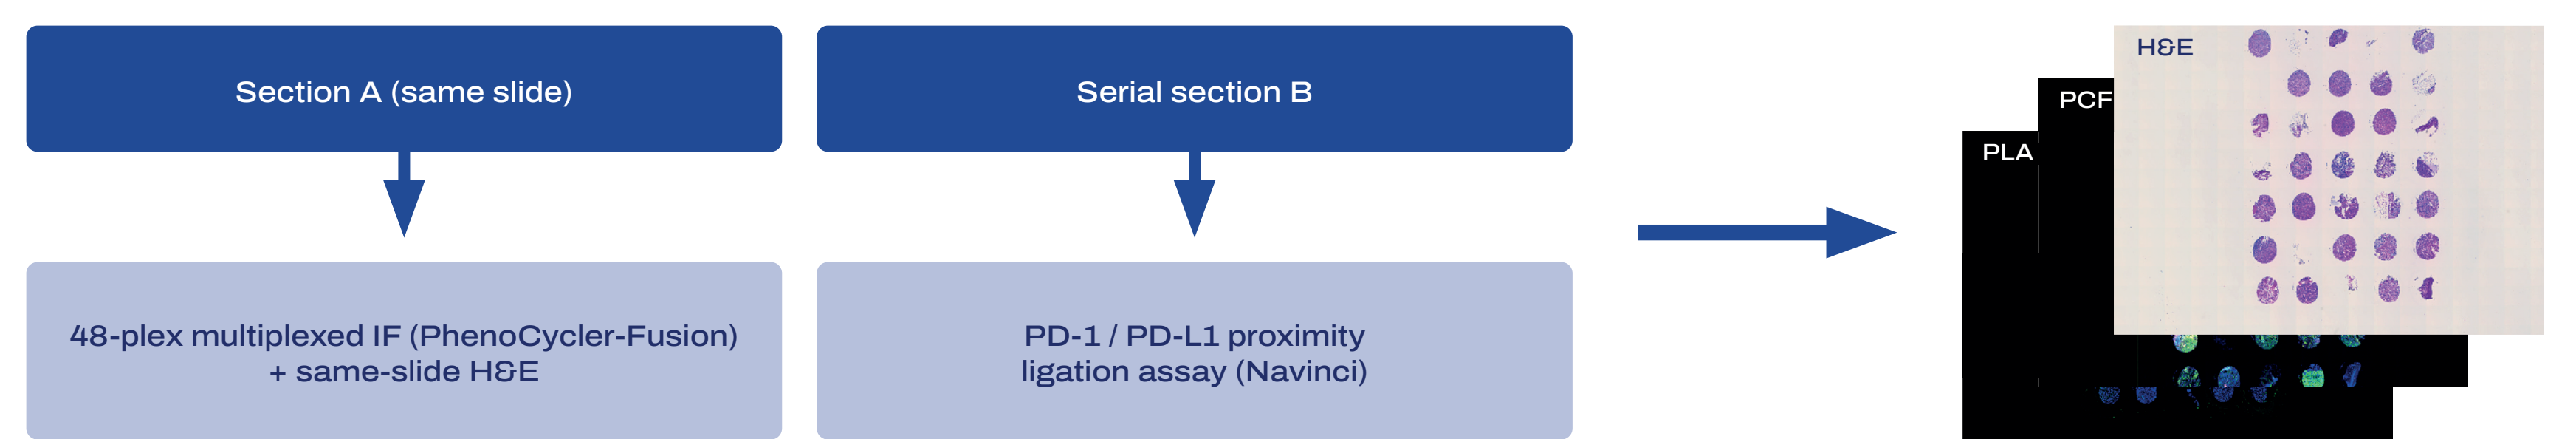 Section A (same slide)
Serial section B
48-plex multiplexed IF (PhenoCycler-Fusion)
+ same-slide H&E
PD-1 / PD-L1 proximity
ligation assay (Navinci)
H&E
PCF
PLA